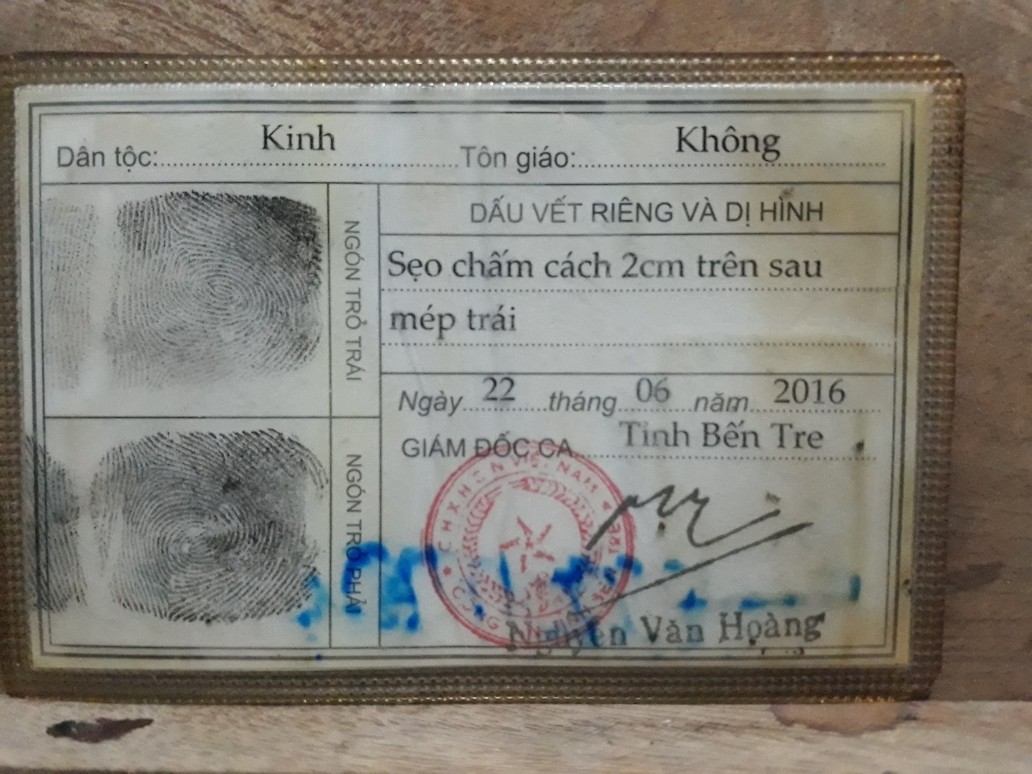 Dân tộc: Kinh Tôn giáo: Không
DẤU VẾT RIÊNG VÀ DỊ HÌNH
NGÓN TRỎ TRÁI
Sẹo chấm cách 2cm trên sau
mép trái
Ngày 22 tháng 06 năm 2016
GIÁM ĐỐC CA Tỉnh Bến Tre
NGÓN TRỎ PHẢI
C.H.X.H.C.N VIỆT NAM
Nguyễn Văn Hoàng